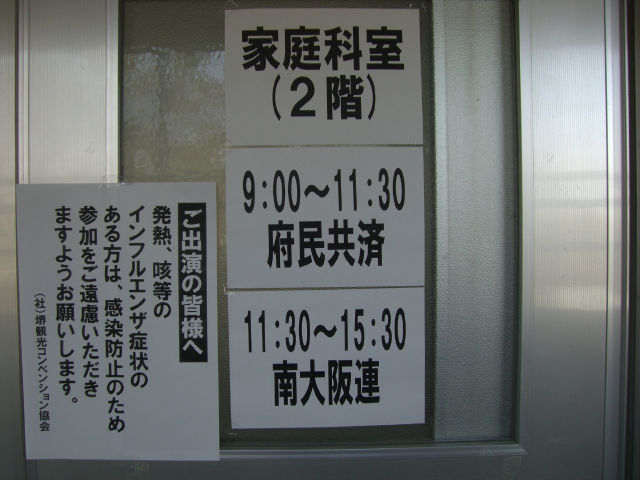 家庭科室
(2階)
9:00～11:30
府民共済
11:30～15:30
南大阪連
ご出演の皆様へ
発熱、咳等の
インフルエンザ症状の
ある方は、感染防止のため
参加をご遠慮いただき
ますようお願いします。
(社)堺観光コンベンション協会